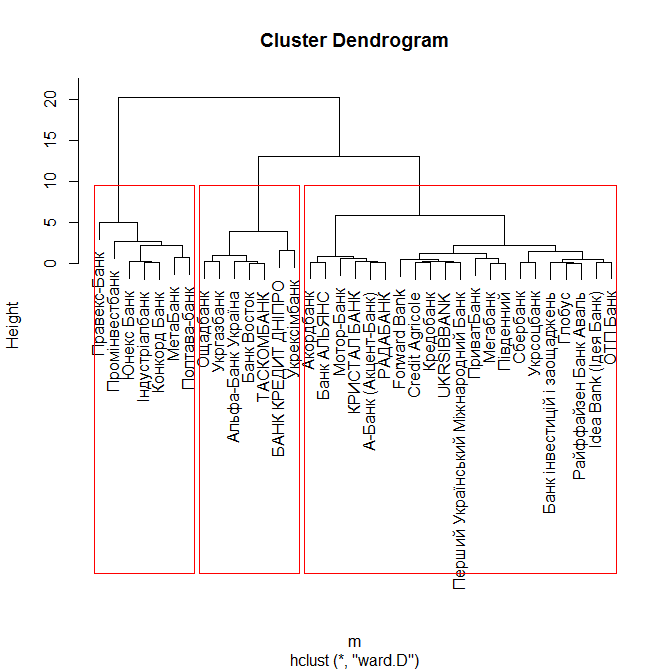 Cluster Dendrogram
Height
20
15
10
5
0
Правекс-Банк
Промінвестбанк
Юнекс Банк
Індустріалбанк
Конкорд Банк
МетаБанк
Полтава-банк
Ощадбанк
Укргазбанк
Альфа-Банк Україна
Банк Восток
ТАСКОМБАНК
БАНК КРЕДИТ ДНІПРО
Укрексімбанк
Акордбанк
Банк АЛЬЯНС
Мотор-Банк
КРИСТАЛ БАНК
А-Банк (Акцент-Банк)
РАДАБАНК
Forward Bank
Credit Agricole
Кредобанк
UKRSIBBANK
Перший Український Міжнародний Банк
ПриватБанк
Мегабанк
Південний
Сбербанк
Укрсоцбанк
Банк інвестицій і заощаджень
Глобус
Райффайзен Банк Аваль
Idea Bank (Ідея Банк)
ОТП Банк
m
hclust (*, "ward.D")